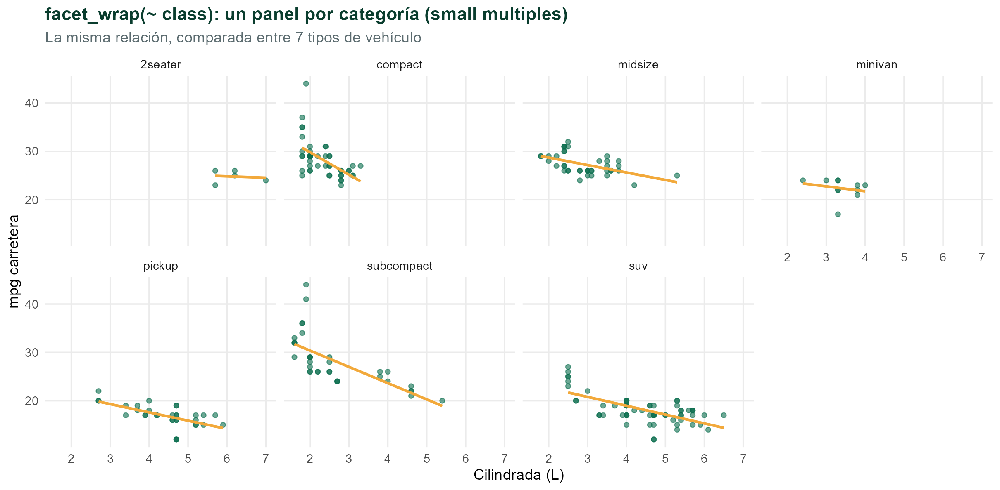 facet_wrap(~ class): un panel por categoría (small multiples)
La misma relación, comparada entre 7 tipos de vehículo
2seater compact midsize minivan
40
30
20
2 3 4 5 6 7
mpg carretera
pickup subcompact suv
40
30
20
2 3 4 5 6 7 2 3 4 5 6 7 2 3 4 5 6 7
Cilindrada (L)